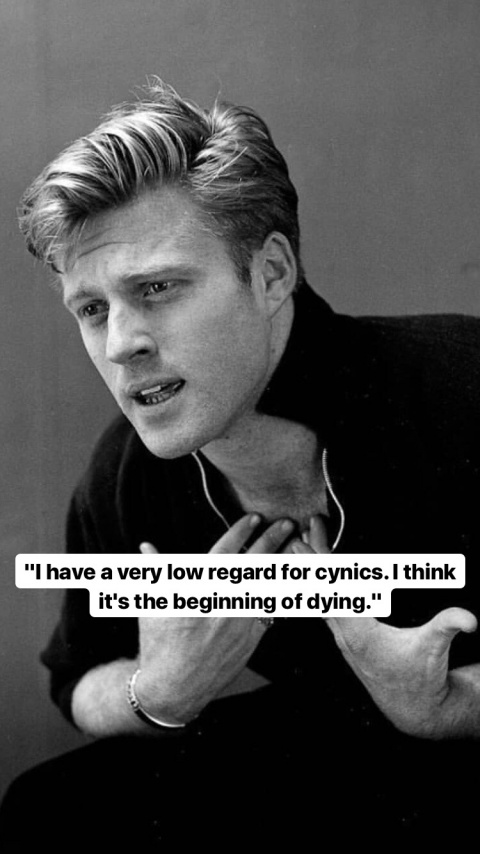 "I have a very low regard for cynics. I think
it's the beginning of dying."